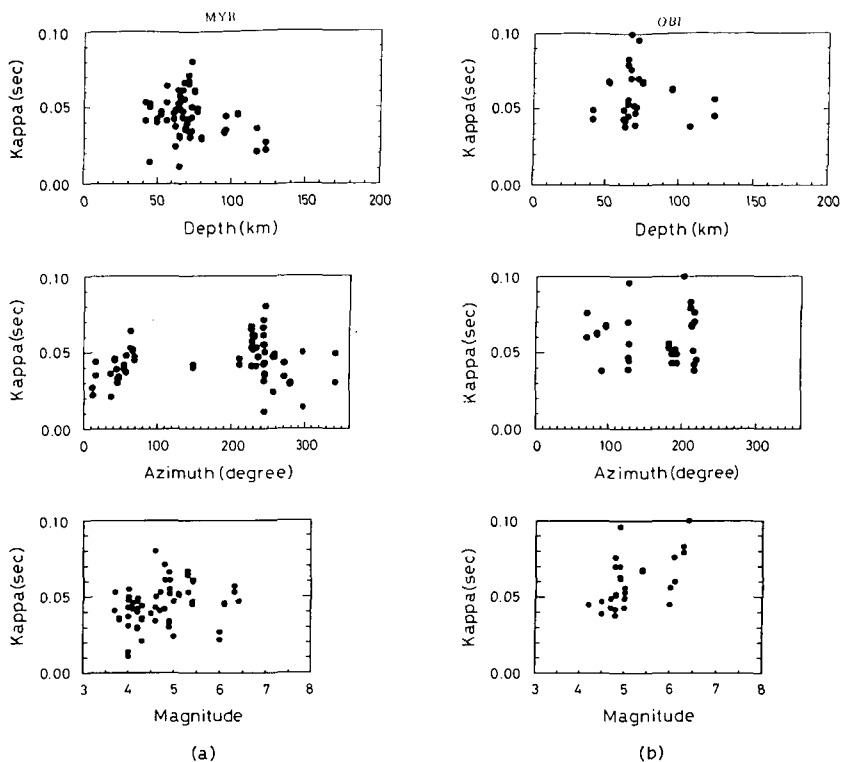 MYR
0.10
0.05
0.00
Kappa(sec)
0 50 100 150 200
Depth(km)
0.10
0.05
0.00
Kappa(sec)
0 100 200 300
Azimuth(degree)
0.10
0.05
0.00
Kappa(sec)
3 4 5 6 7 8
Magnitude
(a)
OBI
0.10
0.05
0.00
Kappa(sec)
0 50 100 150 200
Depth(km)
0.10
0.05
0.00
Kappa(sec)
0 100 200 300
Azimuth(degree)
0.10
0.05
0.00
Kappa(sec)
3 4 5 6 7 8
Magnitude
(b)